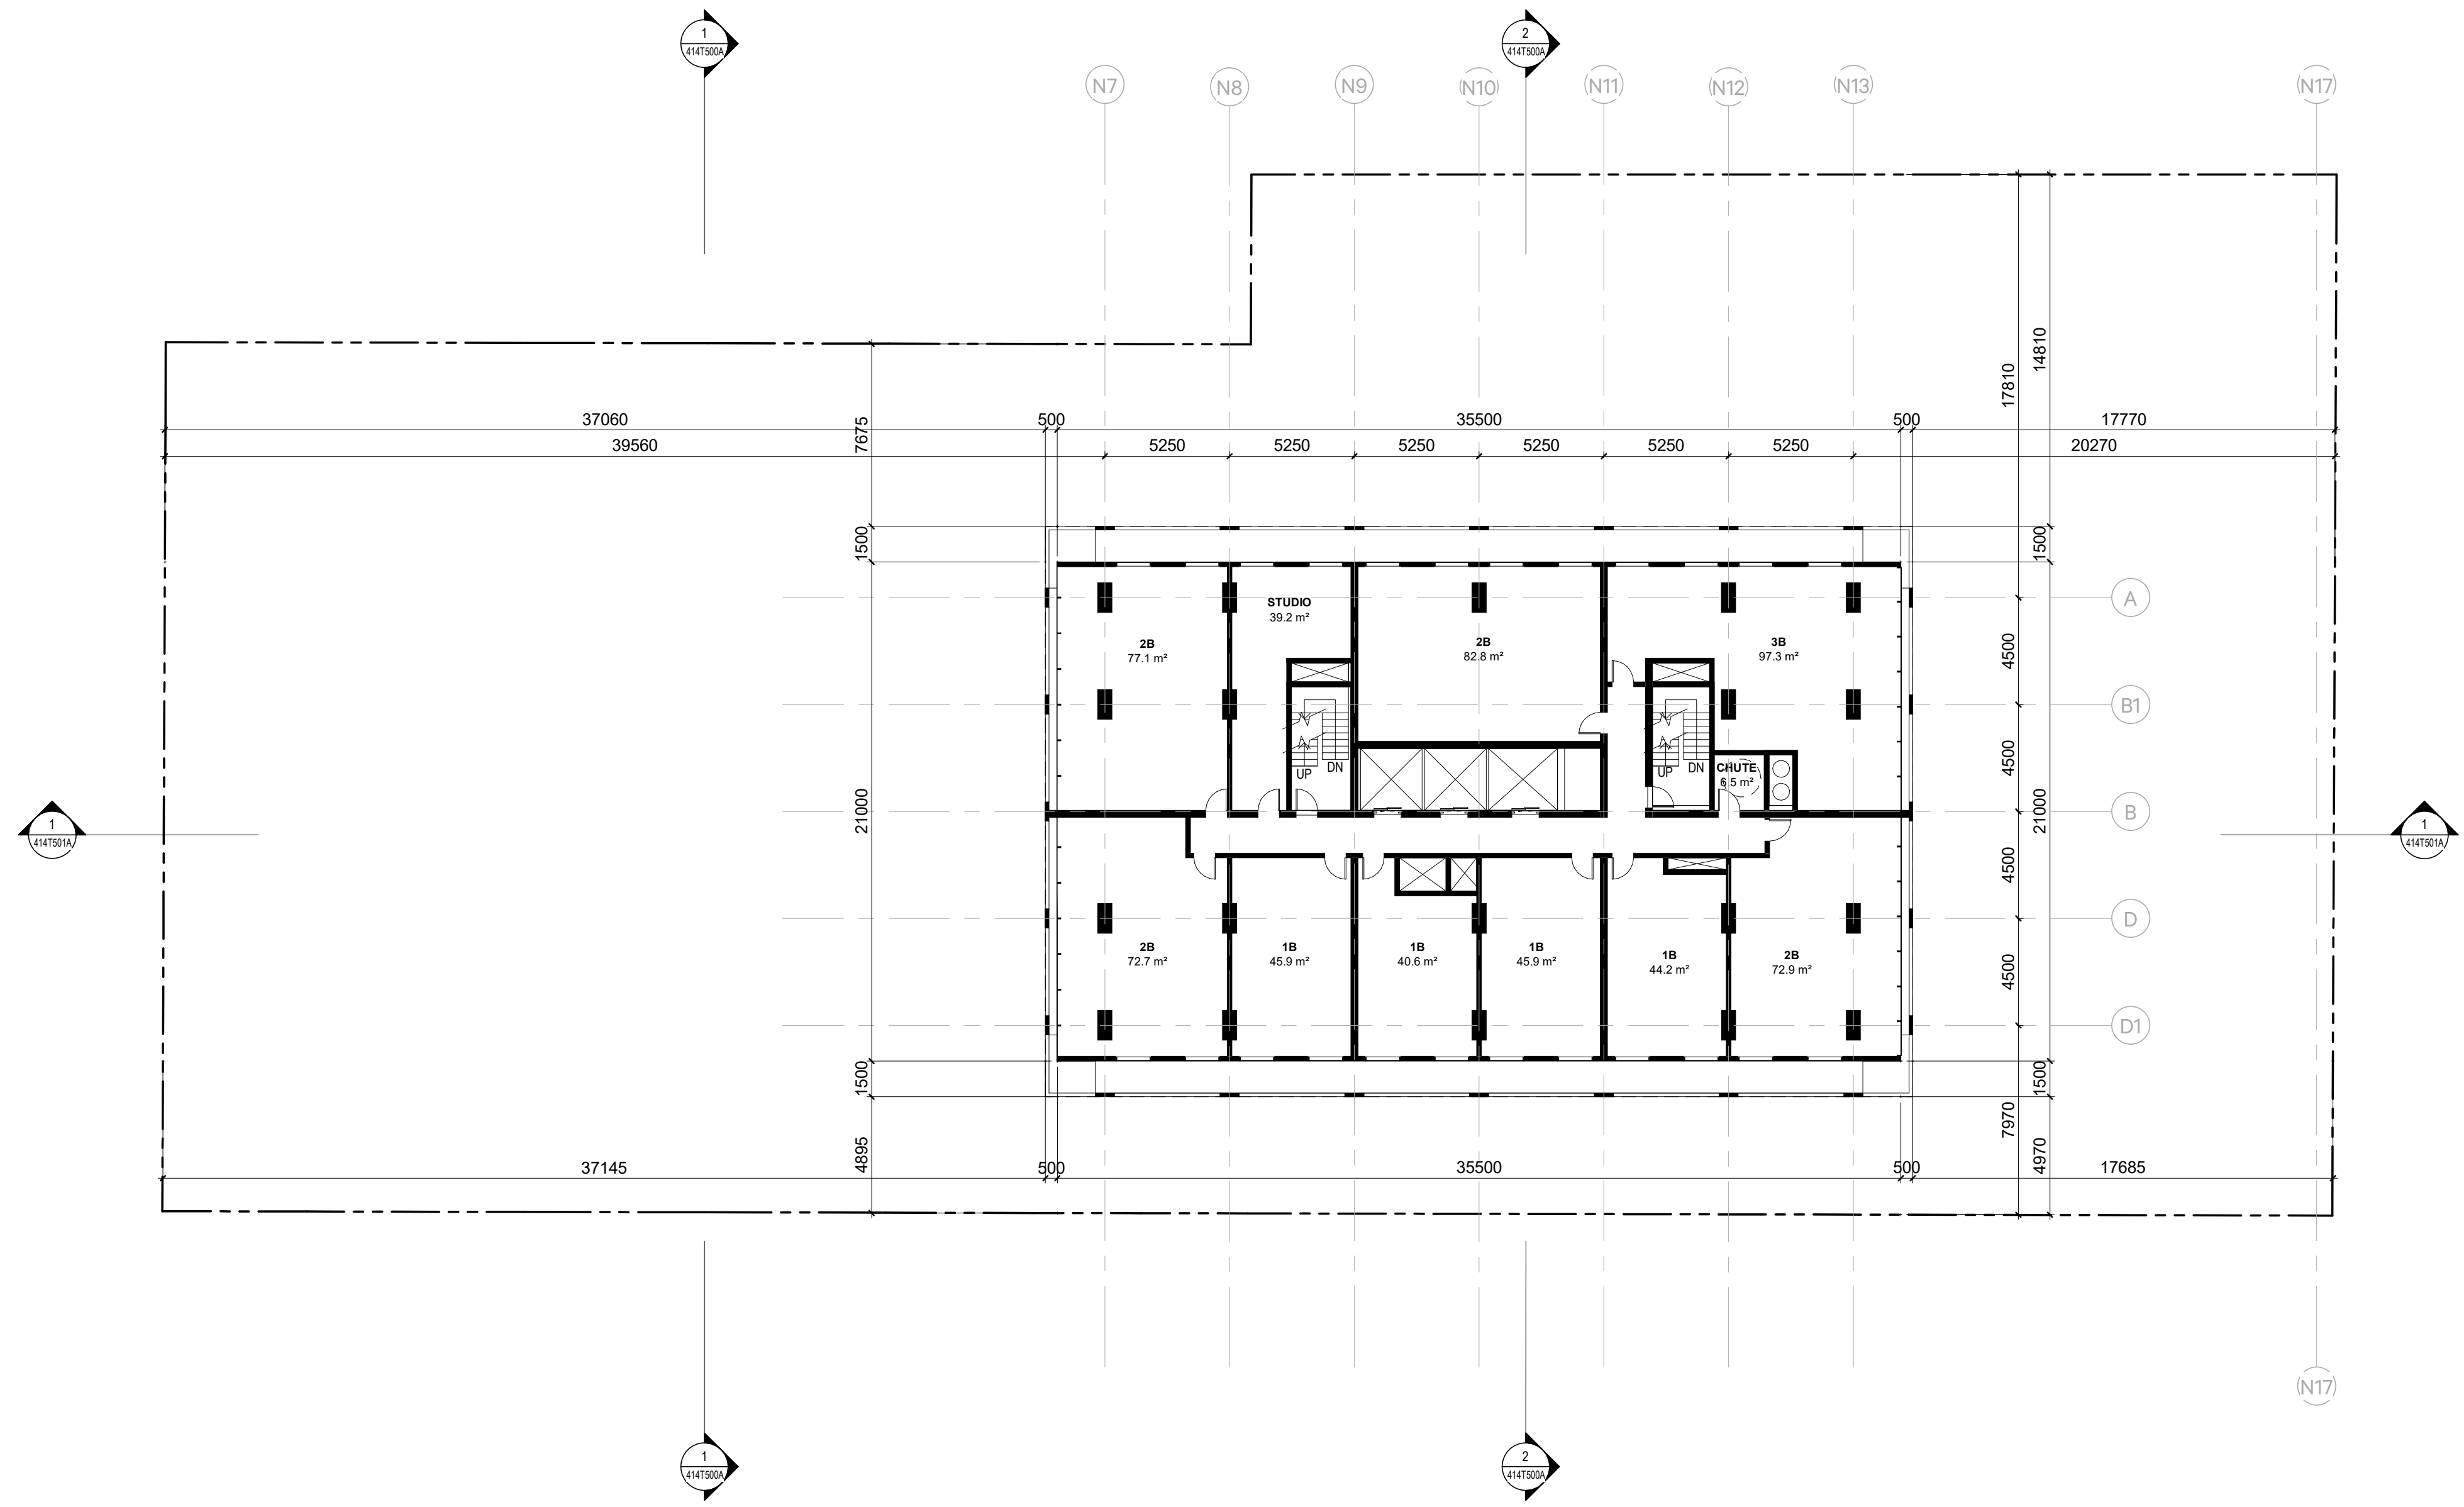 1
414T500A
2
414T500A
N7
N8
N9
N10
N11
N12
N13
N17
14810
17810
37060
500
35500
500
17770
7675
39560
5250
5250
5250
5250
5250
5250
20270
1500
1500
A
STUDIO
39.2 m²
2B
77.1 m²
2B
82.8 m²
3B
97.3 m²
4500
B1
4500
UP
DN
UP
DN
CHUTE
6.5 m²
21000
21000
B
1
414T501A
1
414T501A
4500
D
2B
72.7 m²
1B
45.9 m²
1B
40.6 m²
1B
45.9 m²
1B
44.2 m²
2B
72.9 m²
4500
D1
1500
1500
7970
4895
4970
37145
500
35500
500
17685
N17
1
414T500A
2
414T500A